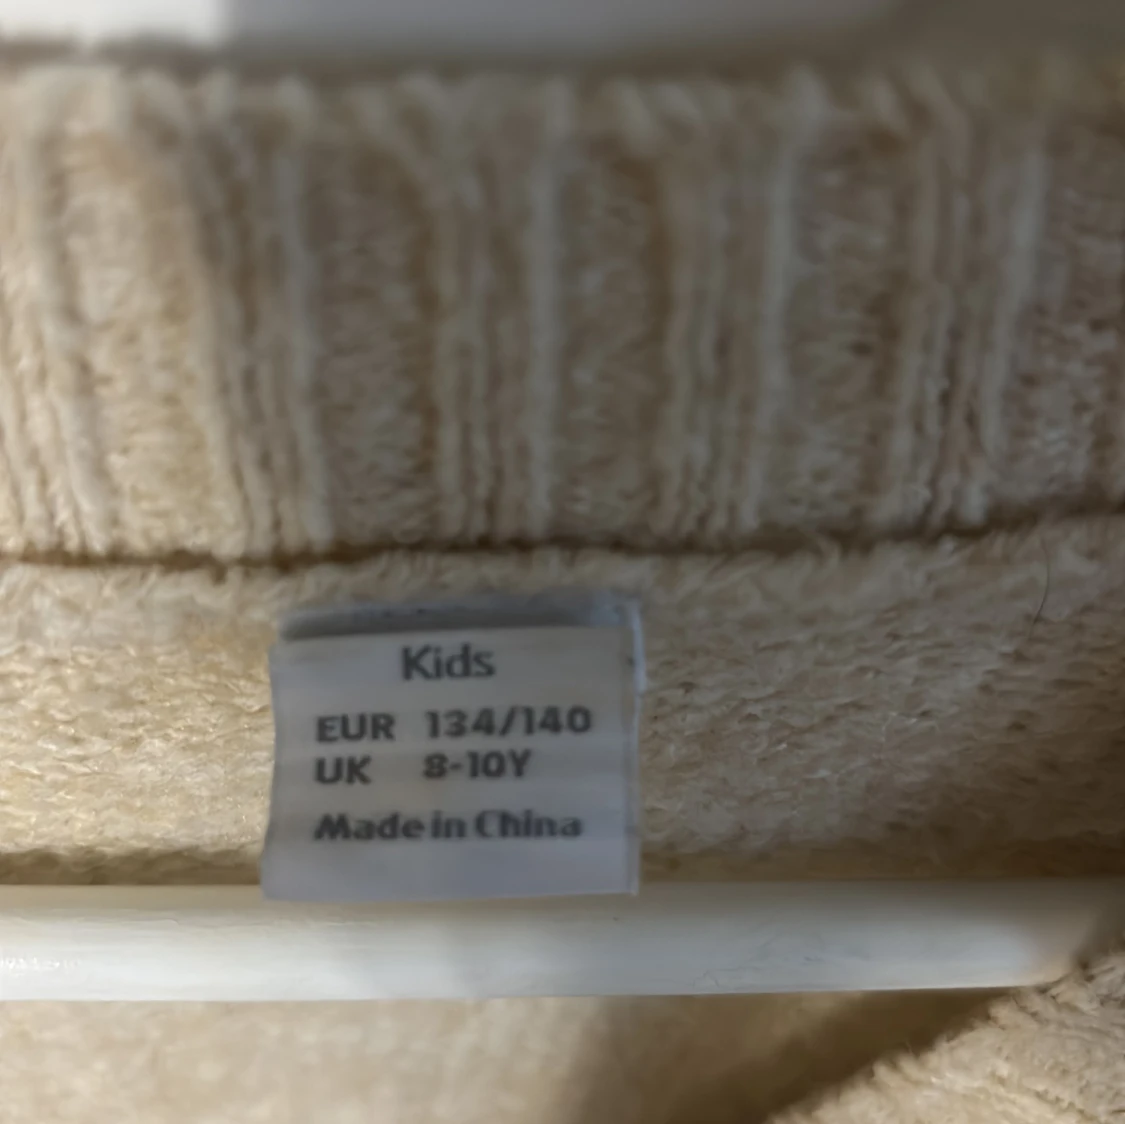 Kids
EUR 134/140
UK 8-10Y
Made in China